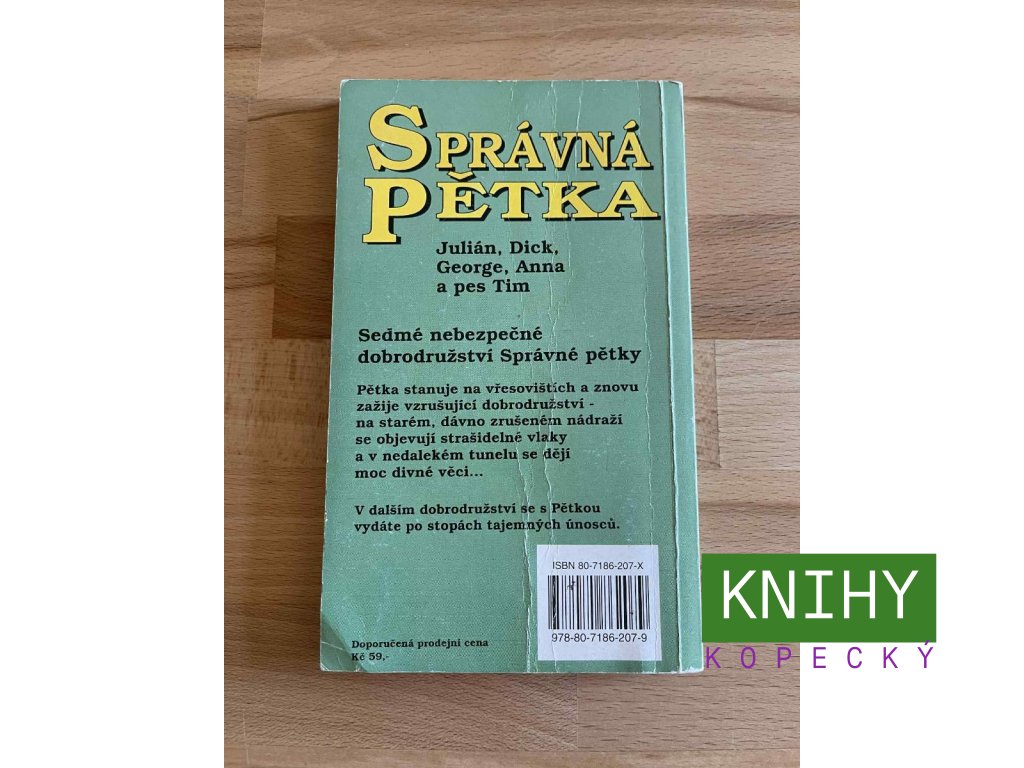 SPRÁVNÁ
PĚTKA
Julián, Dick,
George, Anna
a pes Tim
Sedmé nebezpečné
dobrodružství Správné pětky
Pětka stanuje na vřesovištích a znovu
zažije vzrušující dobrodružství -
na starém, dávno zrušeném nádraží
se objevují strašidelné vlaky
a v nedalekém tunelu se dějí
moc divné věci...
V dalším dobrodružství se s Pětkou
vydáte po stopách tajemných únosců.
ISBN 80-7186-207-X
978-80-7186-207-9
Doporučená prodejní cena
Kč 59,-
KNIHY
KOPECKÝ